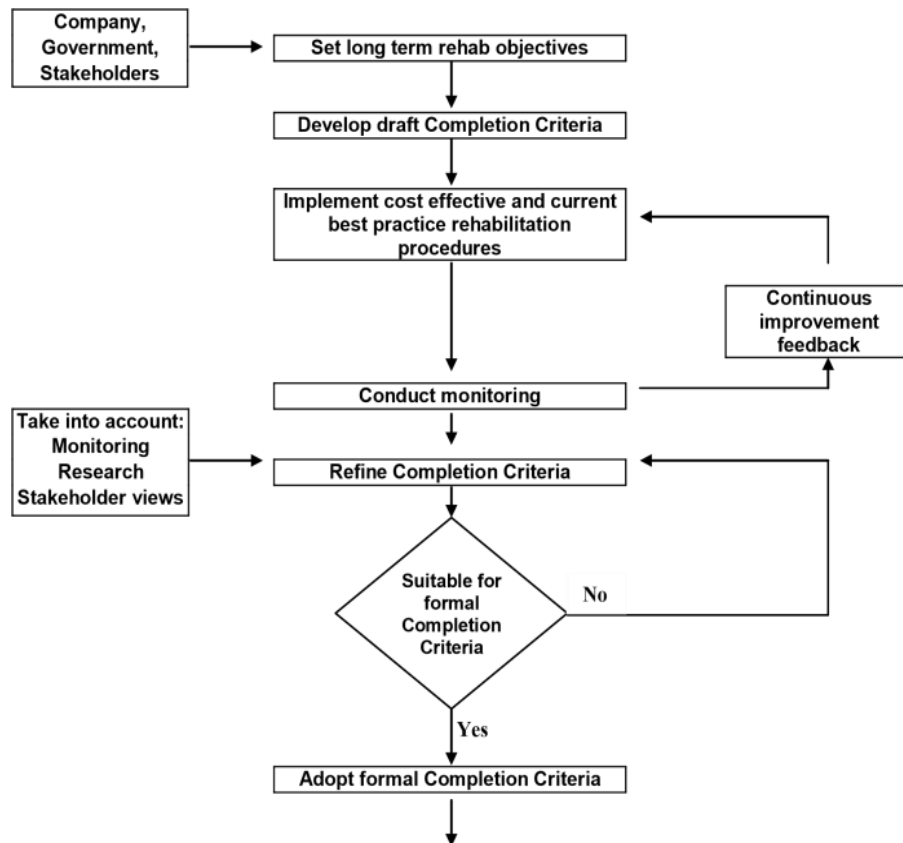 Company,
Government,
Stakeholders
Set long term rehab objectives
Develop draft Completion Criteria
Implement cost effective and current
best practice rehabilitation
procedures
Continuous
improvement
feedback
Conduct monitoring
Take into account:
Monitoring
Research
Stakeholder views
Refine Completion Criteria
Suitable for
formal
Completion
Criteria
No
Yes
Adopt formal Completion Criteria